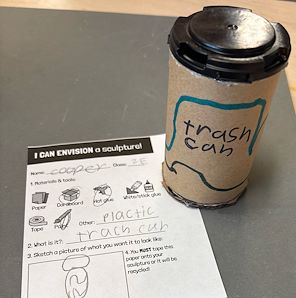 trash
can
I CAN ENVISION a sculpture!
Name: cooper Class: 2E
1. Materials & tools:
Paper Cardboard Hot glue White/stick glue
Tape Other: Plactic
2. What is it?: trash can
3. Sketch a picture of what you want it to look like:
4. You MUST tape this
paper onto your
sculpture or it will be
recycled!